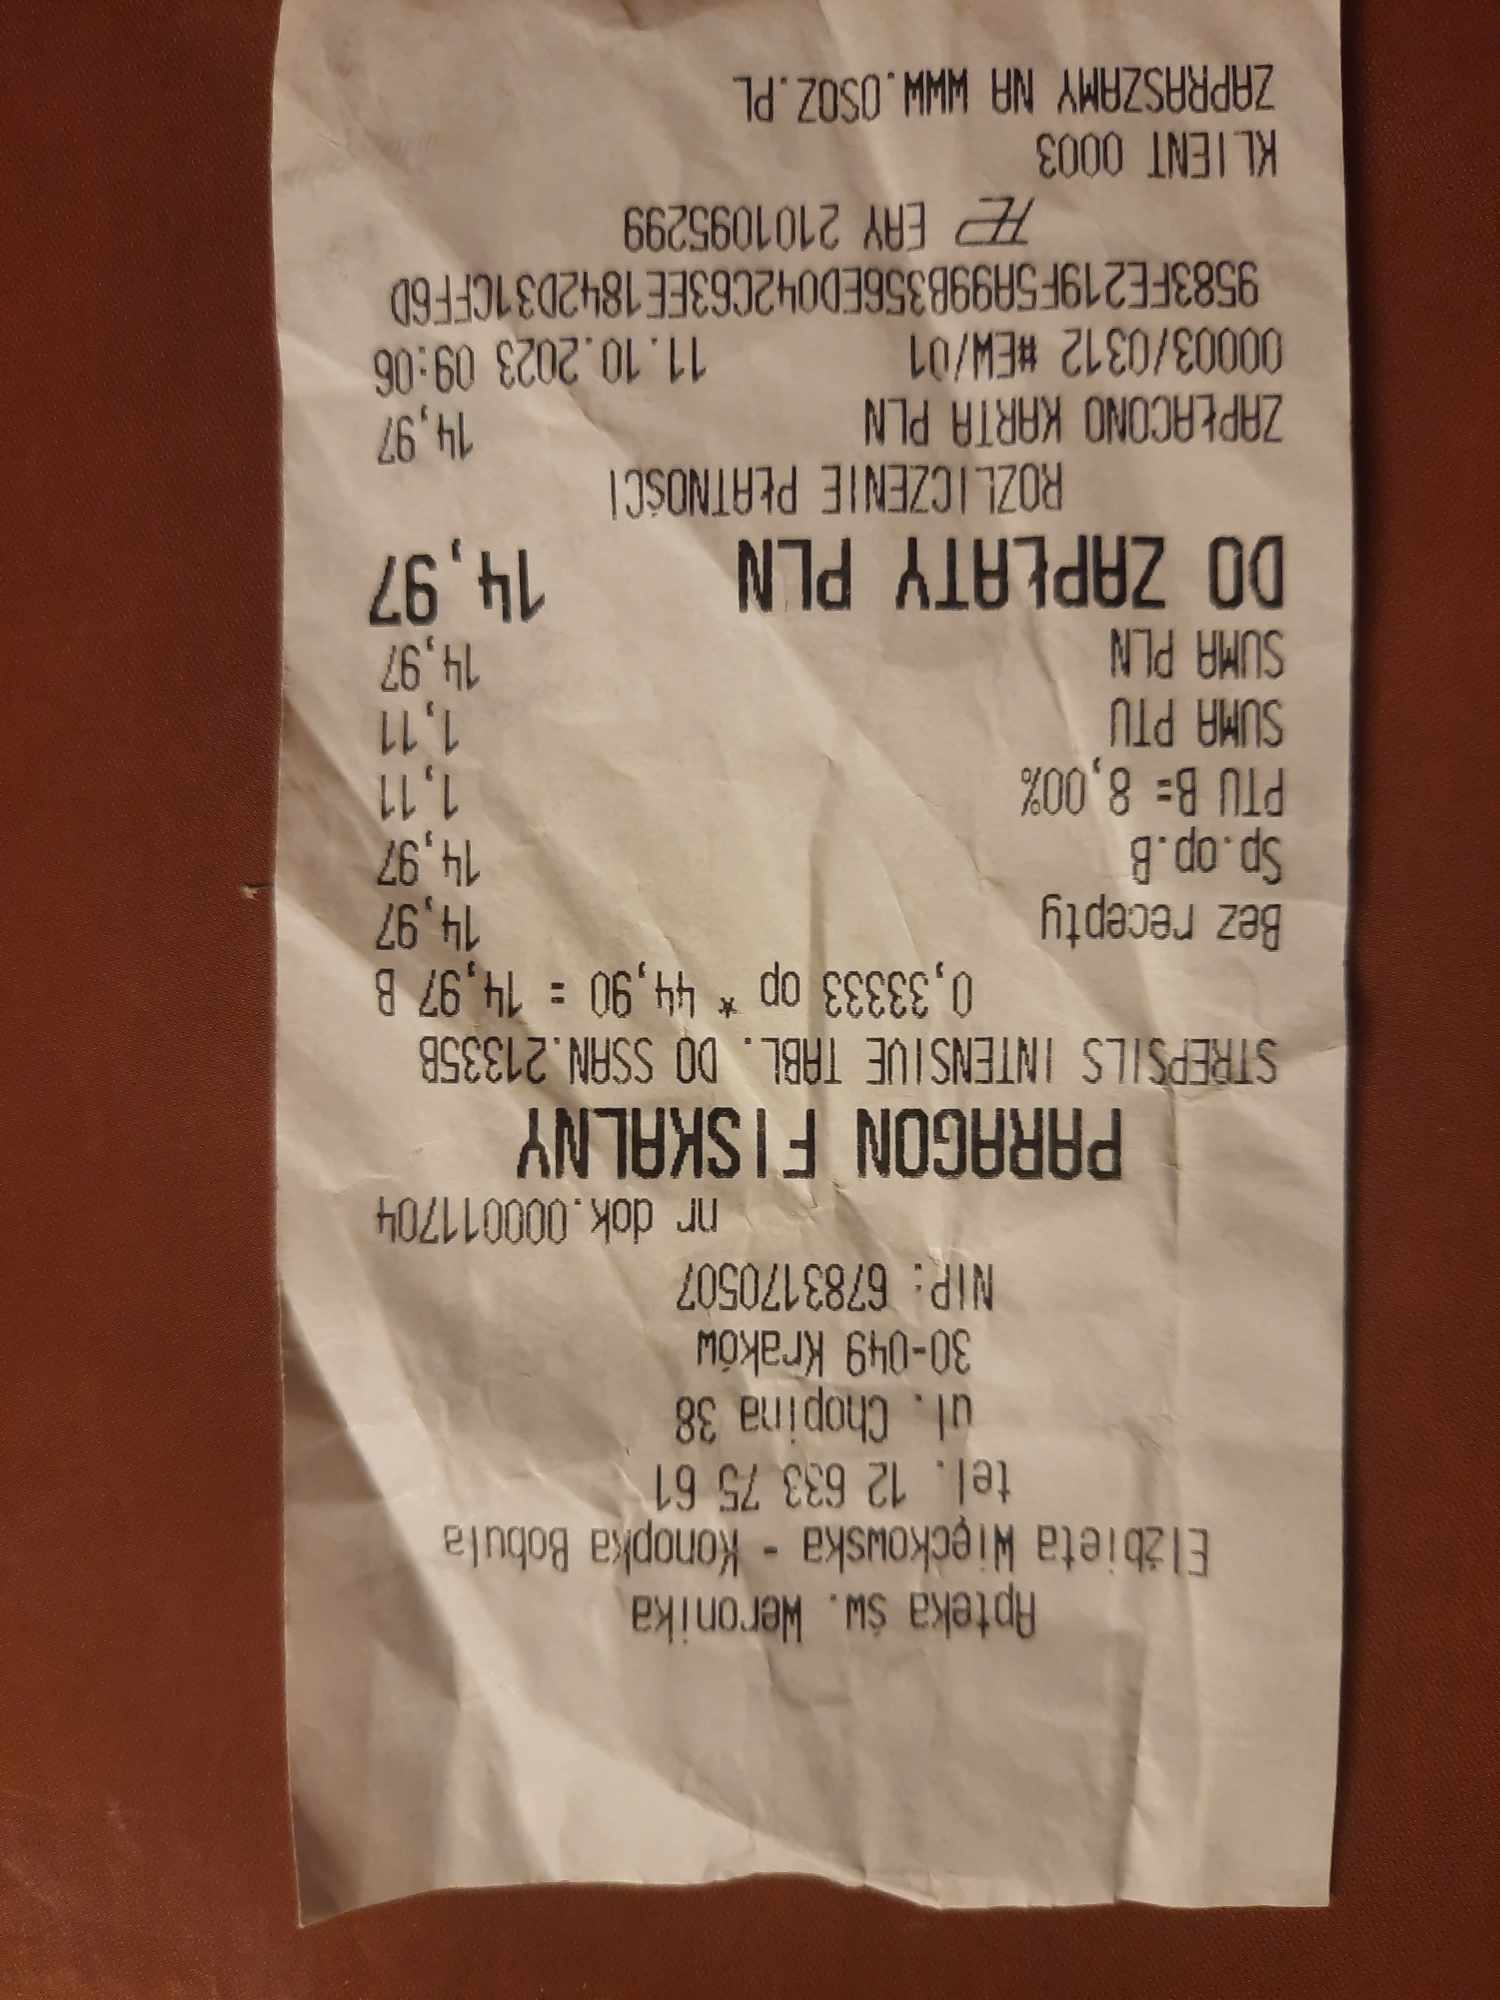 Apteka św. Weronika
Elżbieta Więckowska - Konopka Bobula
tel. 12 633 75 61
ul. Chopina 38
30-049 Kraków
NIP: 6783170507
nr dok.000011704
PARAGON FISKALNY
STREPSILS INTENSIVE TABL. DO SSAN.21335B
0,33333 op * 44,90 = 14,97 B
Bez recepty 14,97
Sp.op.B 14,97
PTU B= 8,00% 1,11
SUMA PTU 1,11
SUMA PLN 14,97
DO ZAPŁATY PLN 14,97
ROZLICZENIE PŁATNOŚCI
ZAPŁACONO KARTA PLN 14,97
00003/0312 #EW/01 11.10.2023 09:06
9583FE219F5A99B356ED042C63EE1842D31CFF6D
EAY 2101095299
KLIENT 0003
ZAPRASZAMY NA WWW.OSOZ.PL